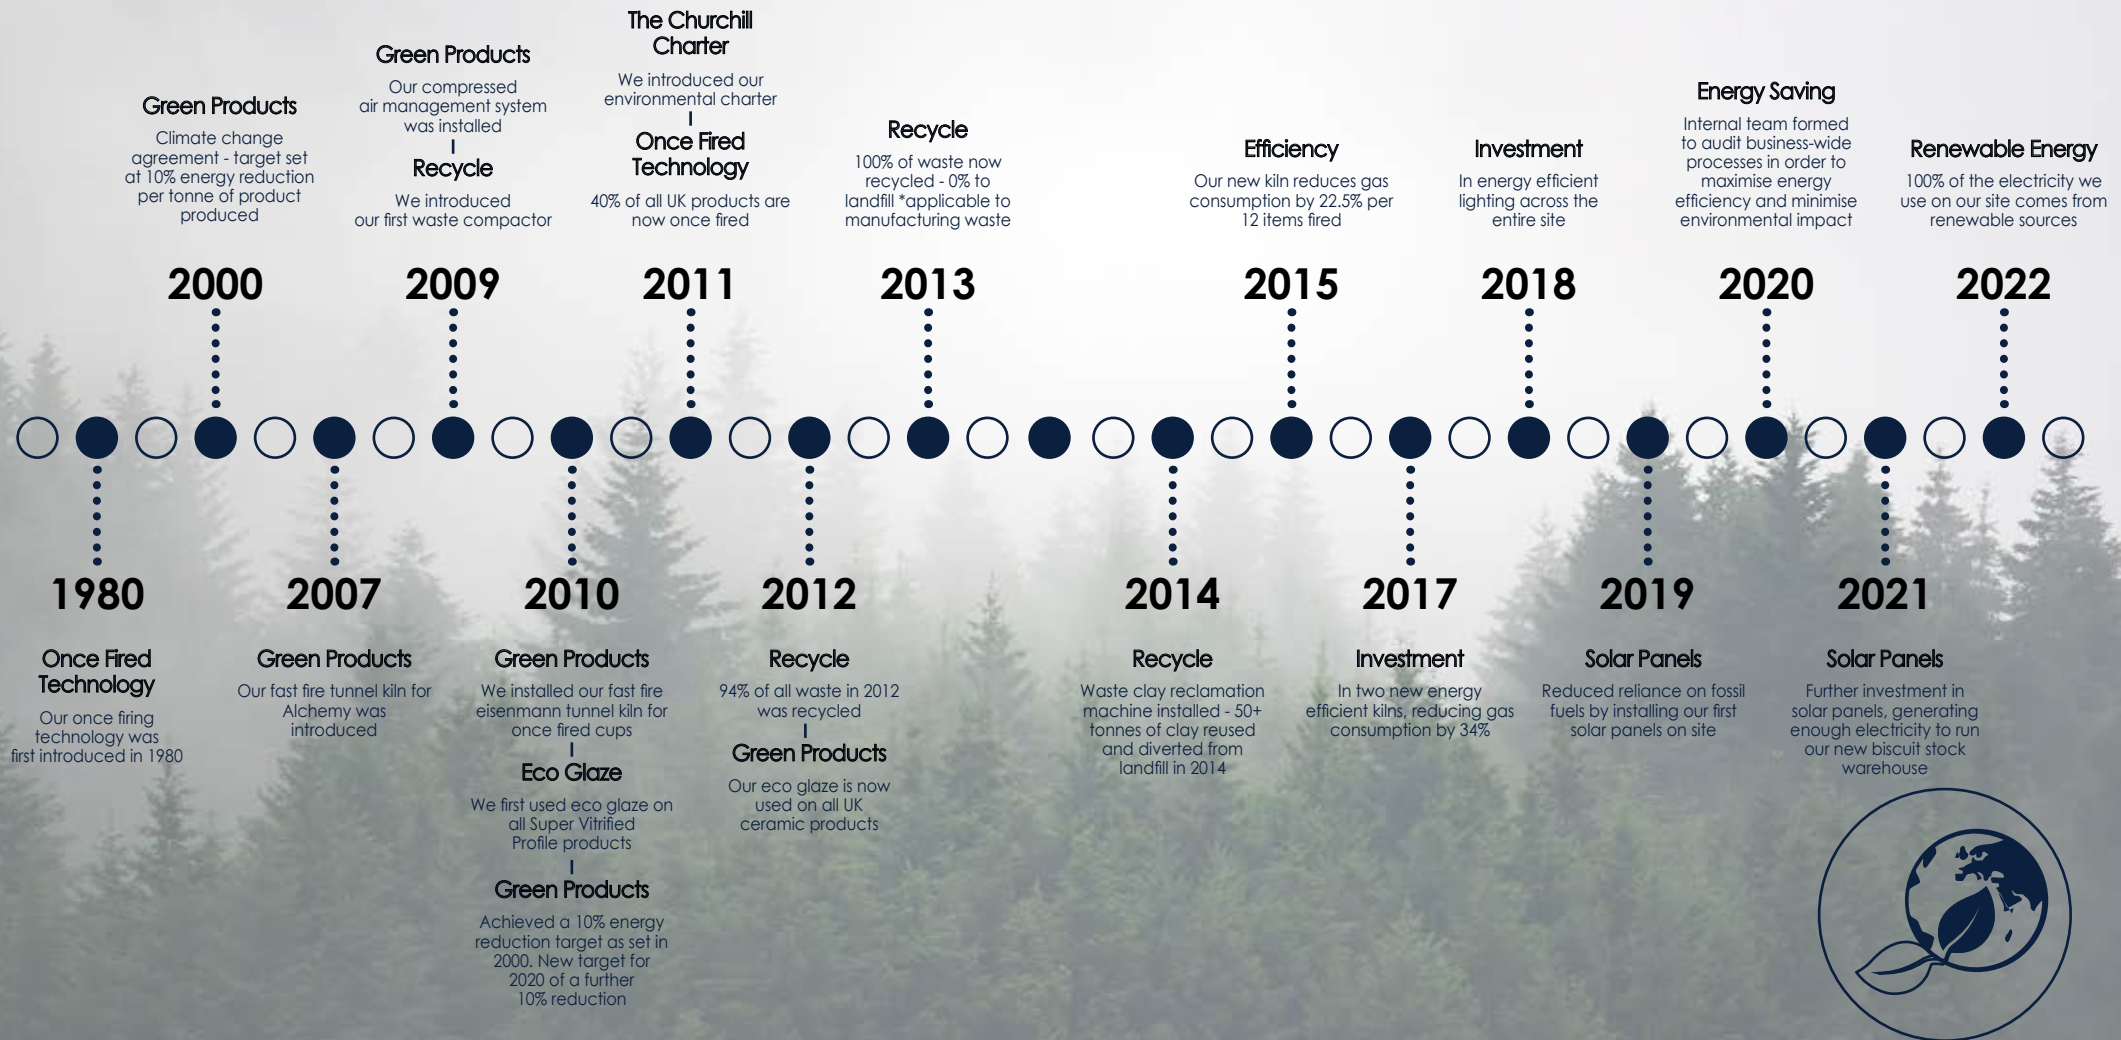 Green Products
Climate change
agreement - target set
at 10% energy reduction
per tonne of product
produced
2000
Green Products
Our compressed
air management system
was installed
Recycle
We introduced
our first waste compactor
2009
The Churchill
Charter
We introduced our
environmental charter
Once Fired
Technology
40% of all UK products are
now once fired
2011
Recycle
100% of waste now
recycled - 0% to
landfill *applicable to
manufacturing waste
2013
Efficiency
Our new kiln reduces gas
consumption by 22.5% per
12 items fired
2015
Investment
In energy efficient
lighting across the
entire site
2018
Energy Saving
Internal team formed
to audit business-wide
processes in order to
maximise energy
efficiency and minimise
environmental impact
2020
Renewable Energy
100% of the electricity we
use on our site comes from
renewable sources
2022
1980
Once Fired
Technology
Our once firing
technology was
first introduced in 1980
2007
Green Products
Our fast fire tunnel kiln for
Alchemy was
introduced
2010
Green Products
We installed our fast fire
eisenmann tunnel kiln for
once fired cups
Eco Glaze
We first used eco glaze on
all Super Vitrified
Profile products
Green Products
Achieved a 10% energy
reduction target as set in
2000. New target for
2020 of a further
10% reduction
2012
Recycle
94% of all waste in 2012
was recycled
Green Products
Our eco glaze is now
used on all UK
ceramic products
2014
Recycle
Waste clay reclamation
machine installed - 50+
tonnes of clay reused
and diverted from
landfill in 2014
2017
Investment
In two new energy
efficient kilns, reducing gas
consumption by 34%
2019
Solar Panels
Reduced reliance on fossil
fuels by installing our first
solar panels on site
2021
Solar Panels
Further investment in
solar panels, generating
enough electricity to run
our new biscuit stock
warehouse